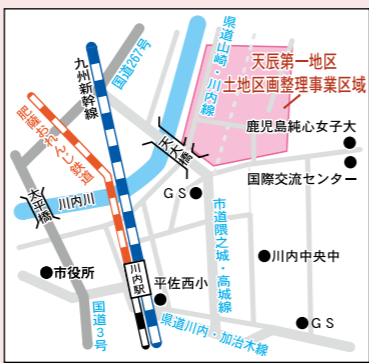 国道267号
県道山崎・川内線
天辰第一地区
土地区画整理事業区域
九州新幹線
肥薩おれんじ鉄道
鹿児島純心女子大
天大橋
国際交流センター
太平橋
川内川
GS
市道隈之城・高城線
市役所
川内駅
平佐西小
川内中央中
国道3号
県道川内・加治木線
GS